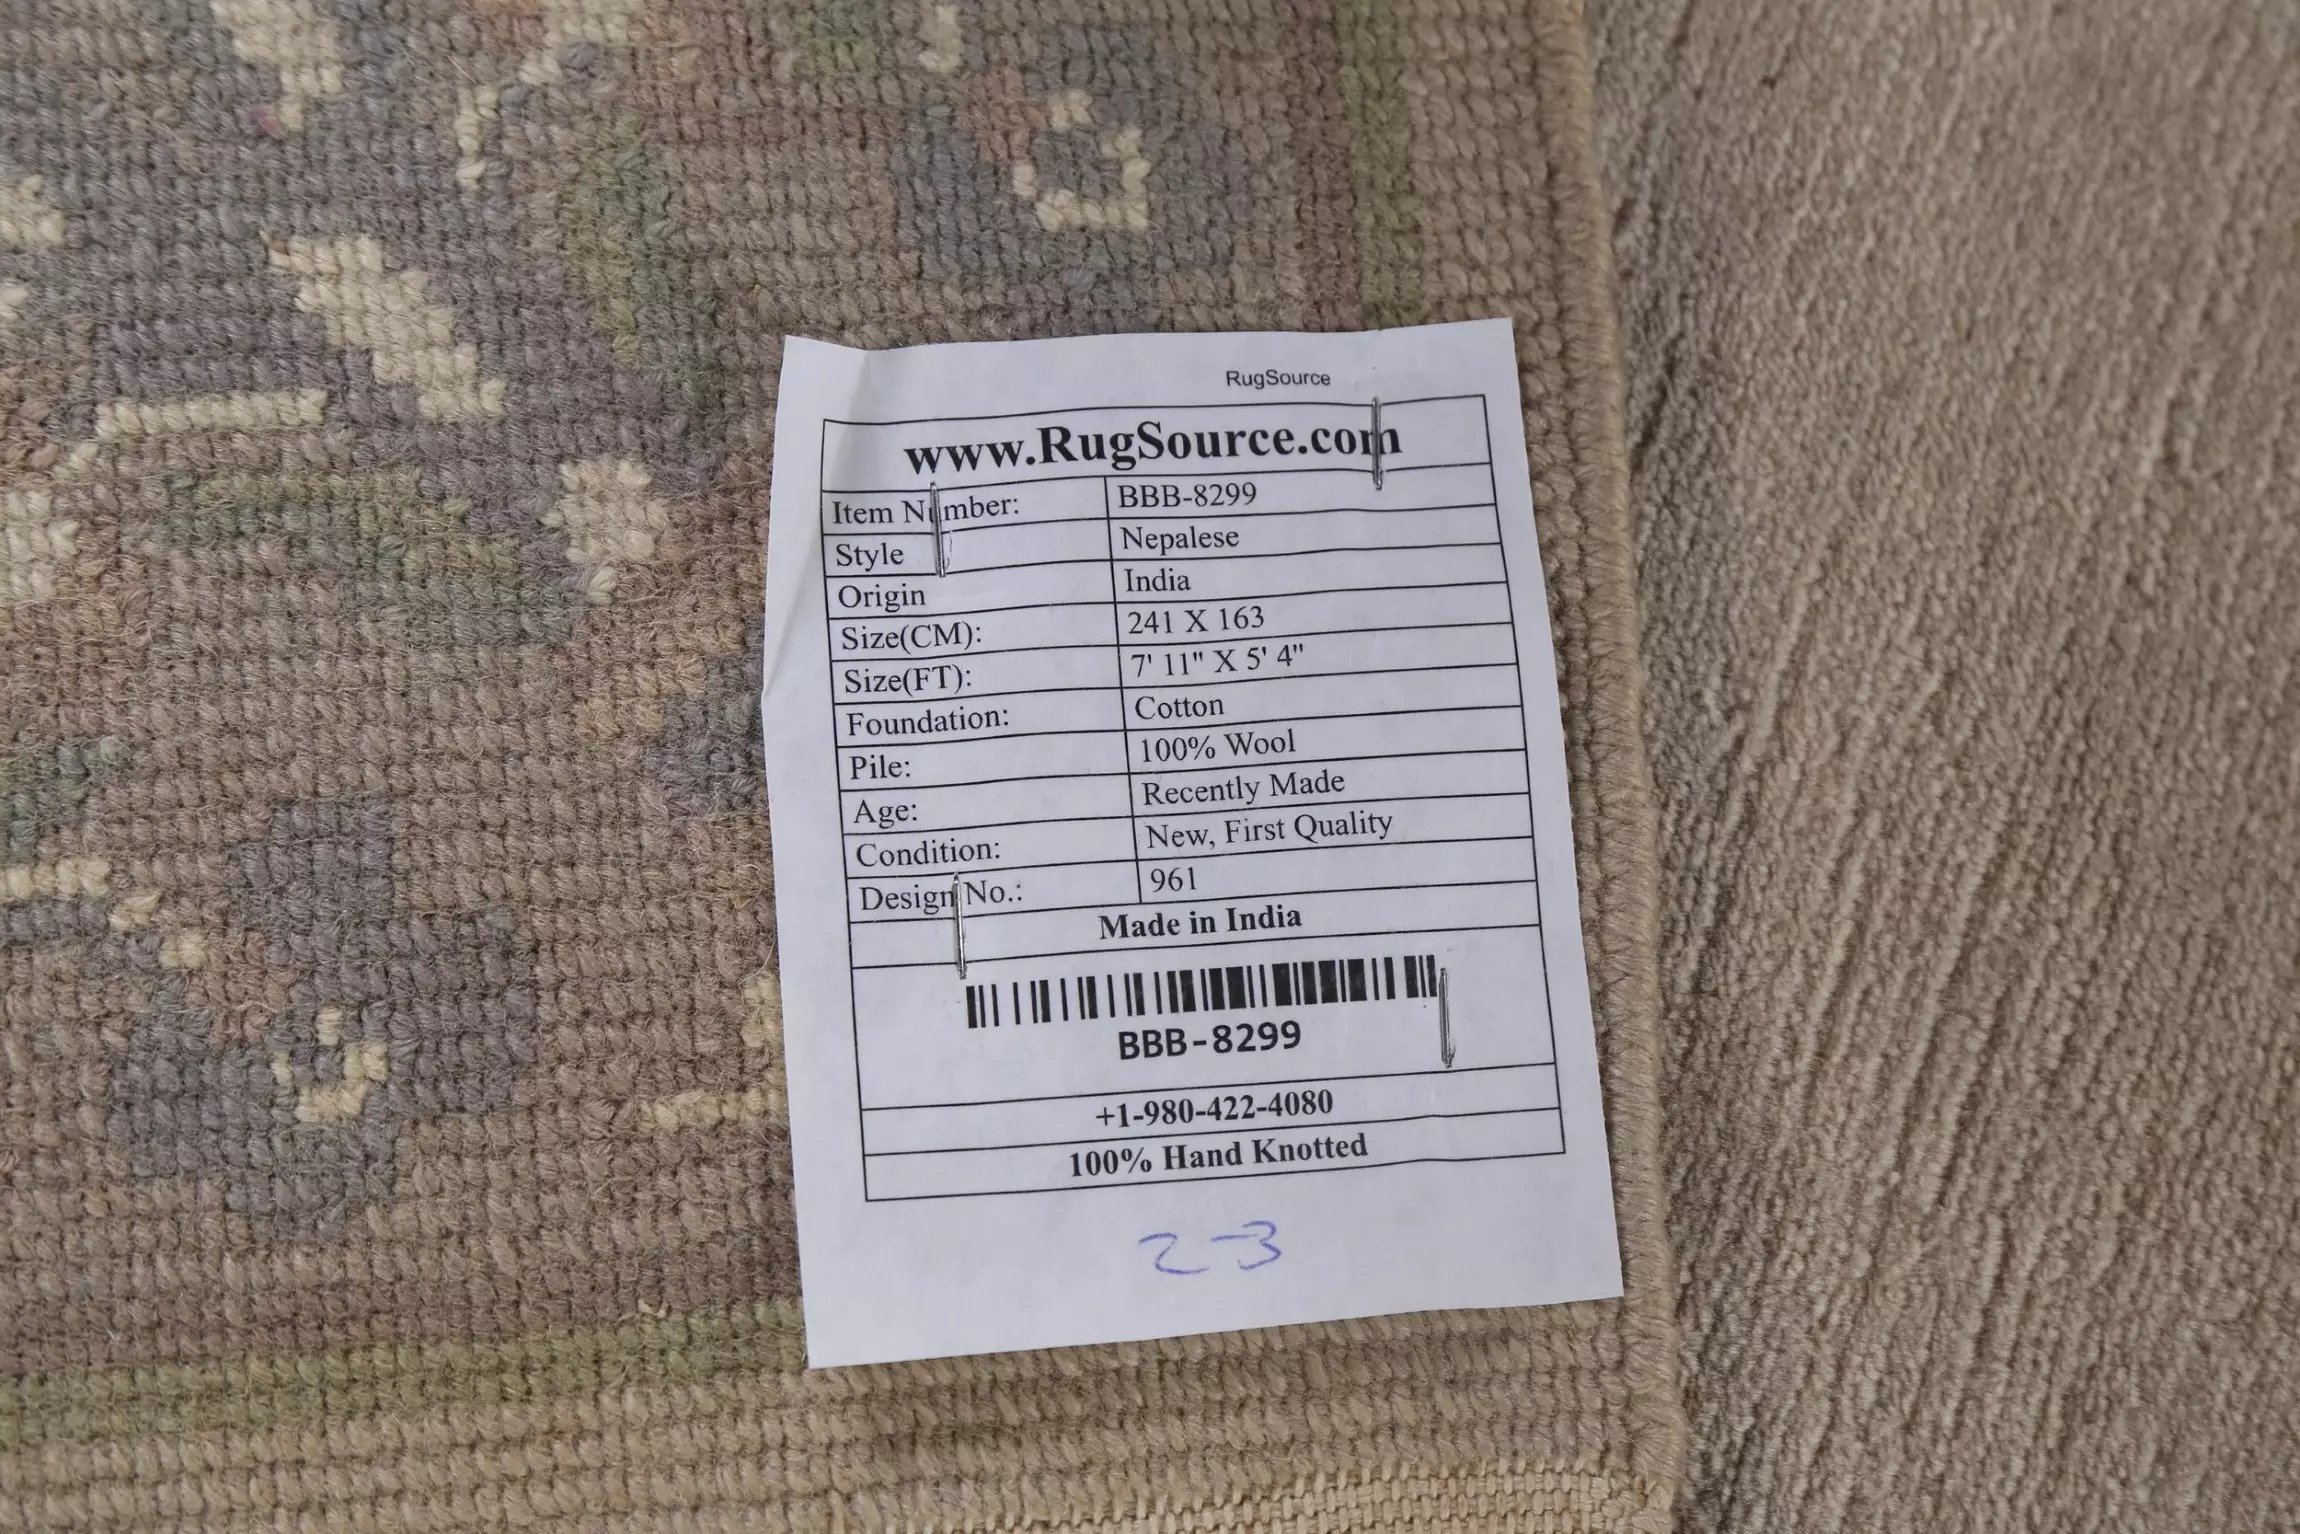 RugSource
www.RugSource.com
Item Number: BBB-8299
Style Nepalese
Origin India
Size(CM): 241 X 163
Size(FT): 7' 11" X 5' 4"
Foundation: Cotton
Pile: 100% Wool
Age: Recently Made
Condition: New, First Quality
Design No.: 961
Made in India
BBB-8299
+1-980-422-4080
100% Hand Knotted
2-3